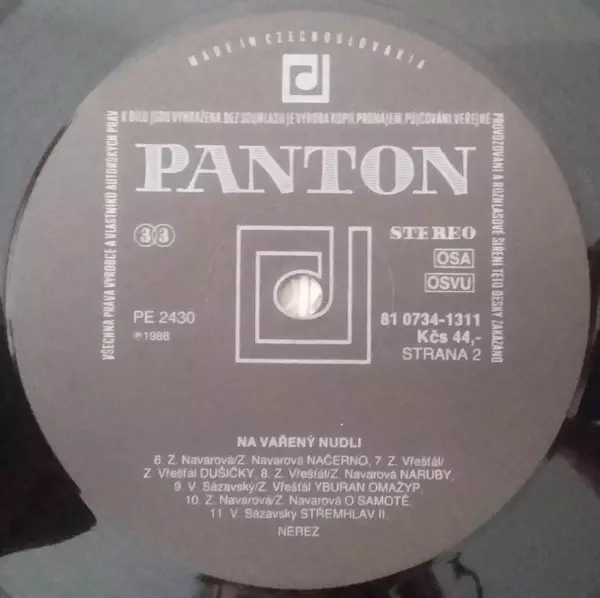 MADE IN CZECHOSLOVAKIA
VŠECHNA PRÁVA VÝROBCE A VLASTNÍKŮ AUTORSKÝCH PRÁV
K DÍLU JSOU VYHRAZENA. BEZ SOUHLASU JE VÝROBA KOPIÍ PRONÁJEM, PŮJČOVÁNÍ VEŘEJNÉ
PROVOZOVÁNÍ A ROZHLASOVÉ ŠÍŘENÍ TÉTO DESKY ZAKÁZÁNO
PANTON
33
STEREO
OSA
OSVU
PE 2430
81 0734-1311
℗1988
Kčs 44,-
STRANA 2
NA VAŘENÝ NUDLI
6. Z. Navarová/Z. Navarová NAČERNO, 7. Z. Vřešťál/
Z. Vřešťál DUŠIČKY, 8. Z. Vřešťál/Z. Navarová NARUBY,
9. V. Sázavský/Z. Vřešťál YBURAN OMAŽYP,
10. Z. Navarová/Z. Navarová O SAMOTĚ,
11. V. Sázavský STŘEMHLAV II.
NEREZ